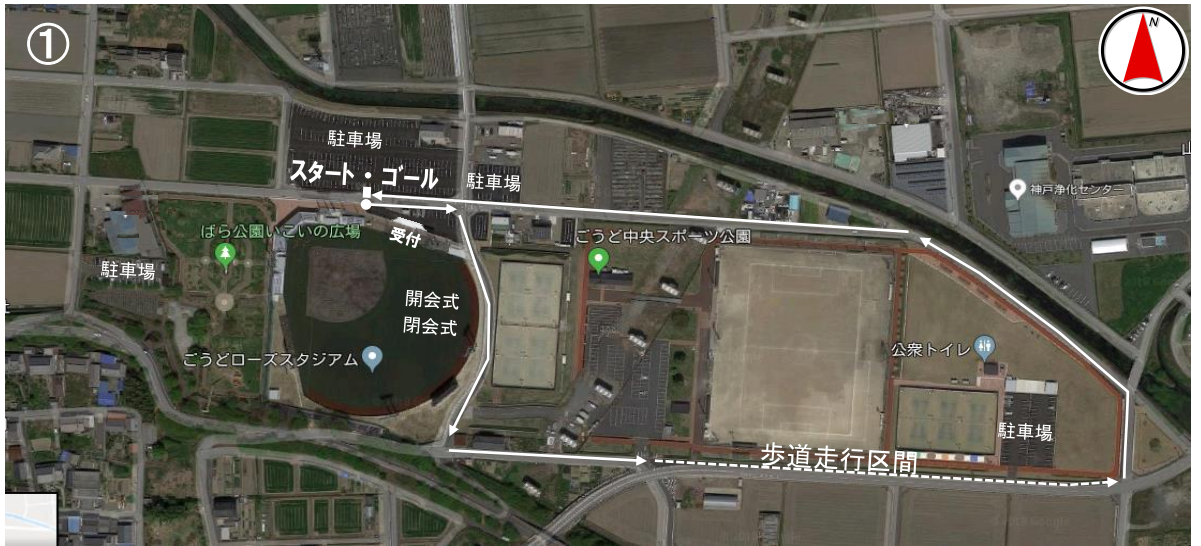 ①
N
駐車場
スタート・ゴール
駐車場
山
神戸浄化センター
受付
ばら公園いこいの広場
ごうど中央スポーツ公園
駐車場
開会式
閉会式
ごうどローズスタジアム
公衆トイレ
駐車場
歩道走行区間